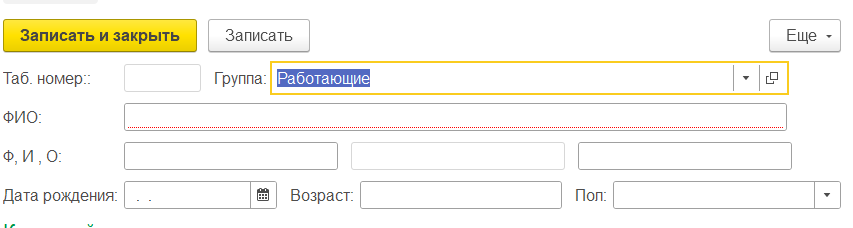 Записать и закрыть Записать Еще
Таб. номер:: Группа: Работающие
ФИО:
Ф, И , О:
Дата рождения: . . Возраст: Пол: